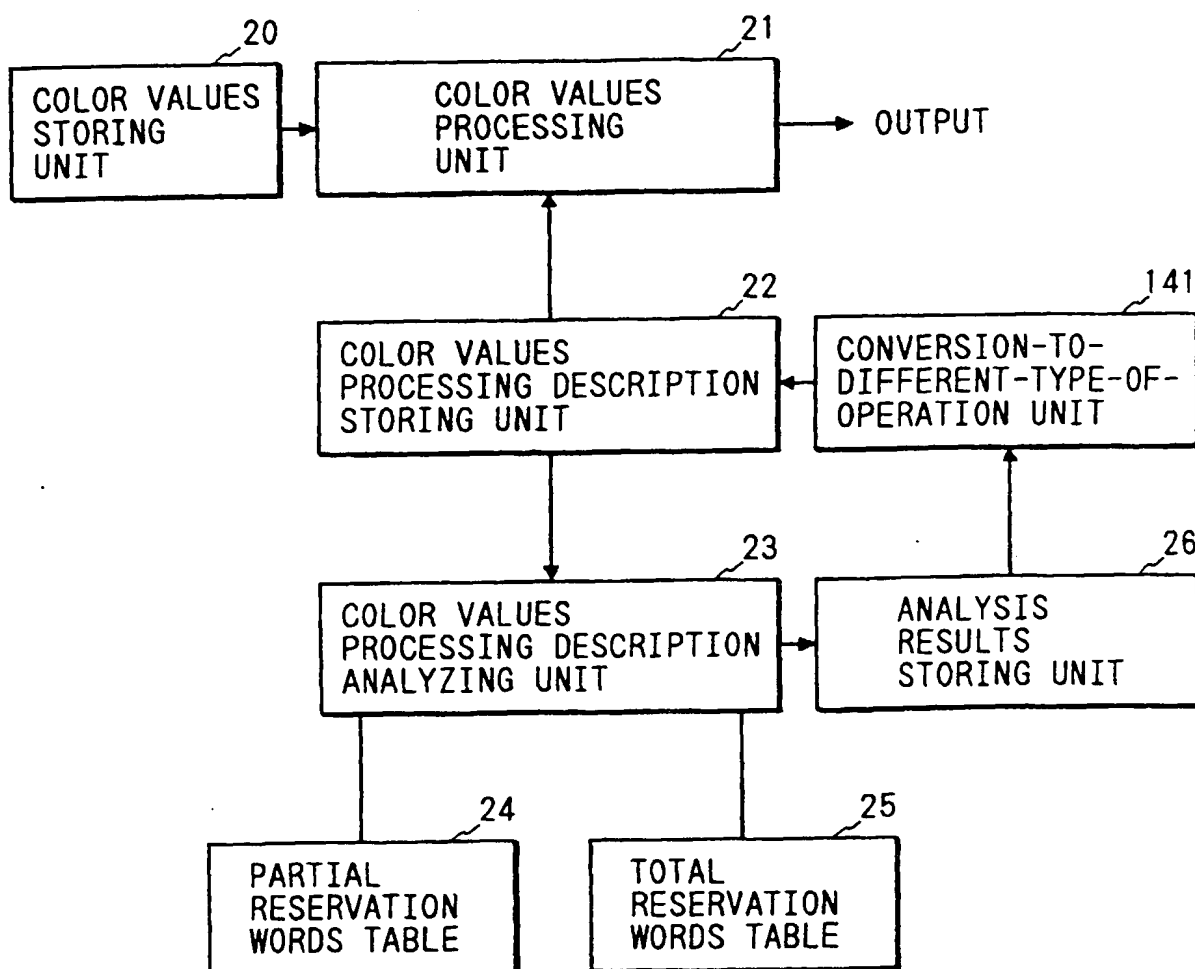 20
21
COLOR VALUES
STORING
UNIT
COLOR VALUES
PROCESSING
UNIT
OUTPUT
22
141
COLOR VALUES
PROCESSING DESCRIPTION
STORING UNIT
CONVERSION-TO-
DIFFERENT-TYPE-OF-
OPERATION UNIT
23
26
COLOR VALUES
PROCESSING DESCRIPTION
ANALYZING UNIT
ANALYSIS
RESULTS
STORING UNIT
24
25
PARTIAL
RESERVATION
WORDS TABLE
TOTAL
RESERVATION
WORDS TABLE